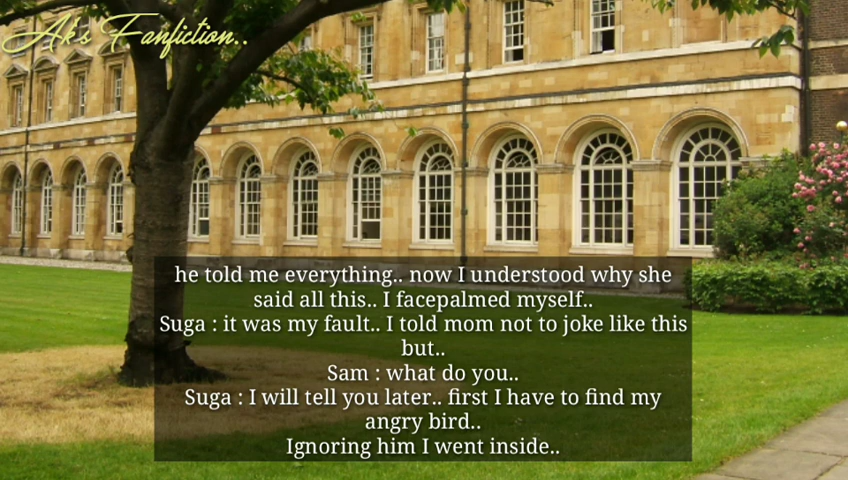 Ak's Fanfiction..
he told me everything.. now I understood why she
said all this.. I facepalmed myself..
Suga : it was my fault.. I told mom not to joke like this
but..
Sam : what do you..
Suga : I will tell you later.. first I have to find my
angry bird..
Ignoring him I went inside..